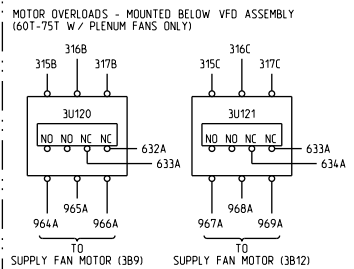 MOTOR OVERLOADS - MOUNTED BELOW VFD ASSEMBLY
(60T-75T W/ PLENUM FANS ONLY)
316B
315B 317B
3U120
NO NO NC NC
632A
633A
965A
964A 966A
TO
SUPPLY FAN MOTOR (3B9)
316C
315C 317C
3U121
NO NO NC NC
633A
634A
968A
967A 969A
TO
SUPPLY FAN MOTOR (3B12)